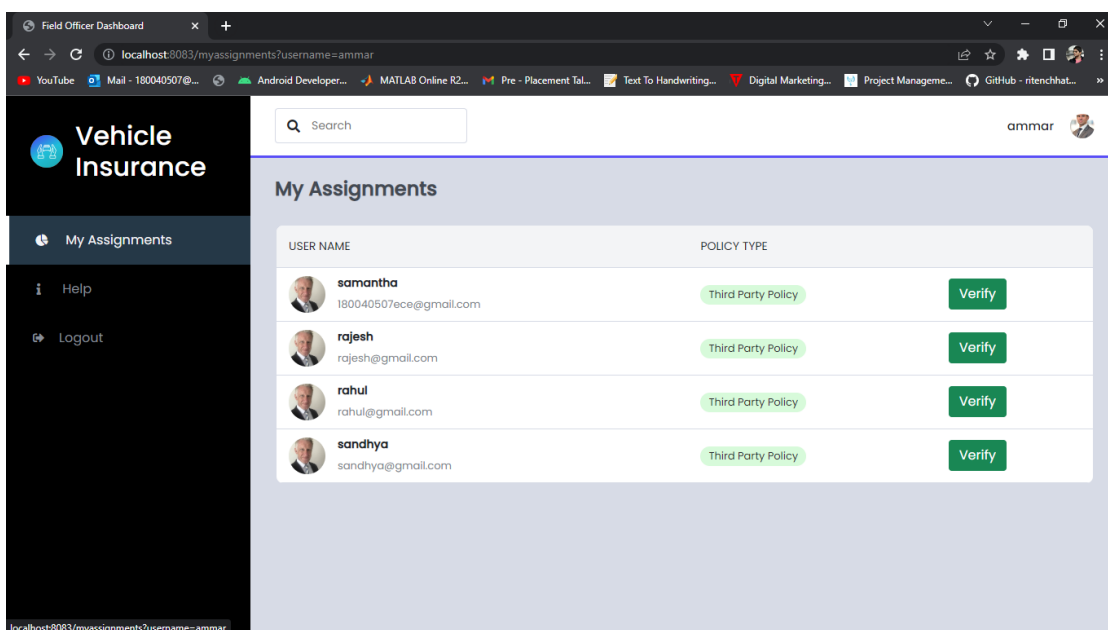 Field Officer Dashboard
localhost:8083/myassignments?username=ammar
YouTube Mail - 180040507@... Android Developer... MATLAB Online R2... Pre - Placement Tal... Text To Handwriting... Digital Marketing... Project Manageme... GitHub - ritenchhat... »
Vehicle
Insurance
Search
ammar
My Assignments
Help
Logout
My Assignments
USER NAME POLICY TYPE
samantha
180040507ece@gmail.com
Third Party Policy Verify
rajesh
rajesh@gmail.com
Third Party Policy Verify
rahul
rahul@gmail.com
Third Party Policy Verify
sandhya
sandhya@gmail.com
Third Party Policy Verify
localhost:8083/myassignments?username=ammar